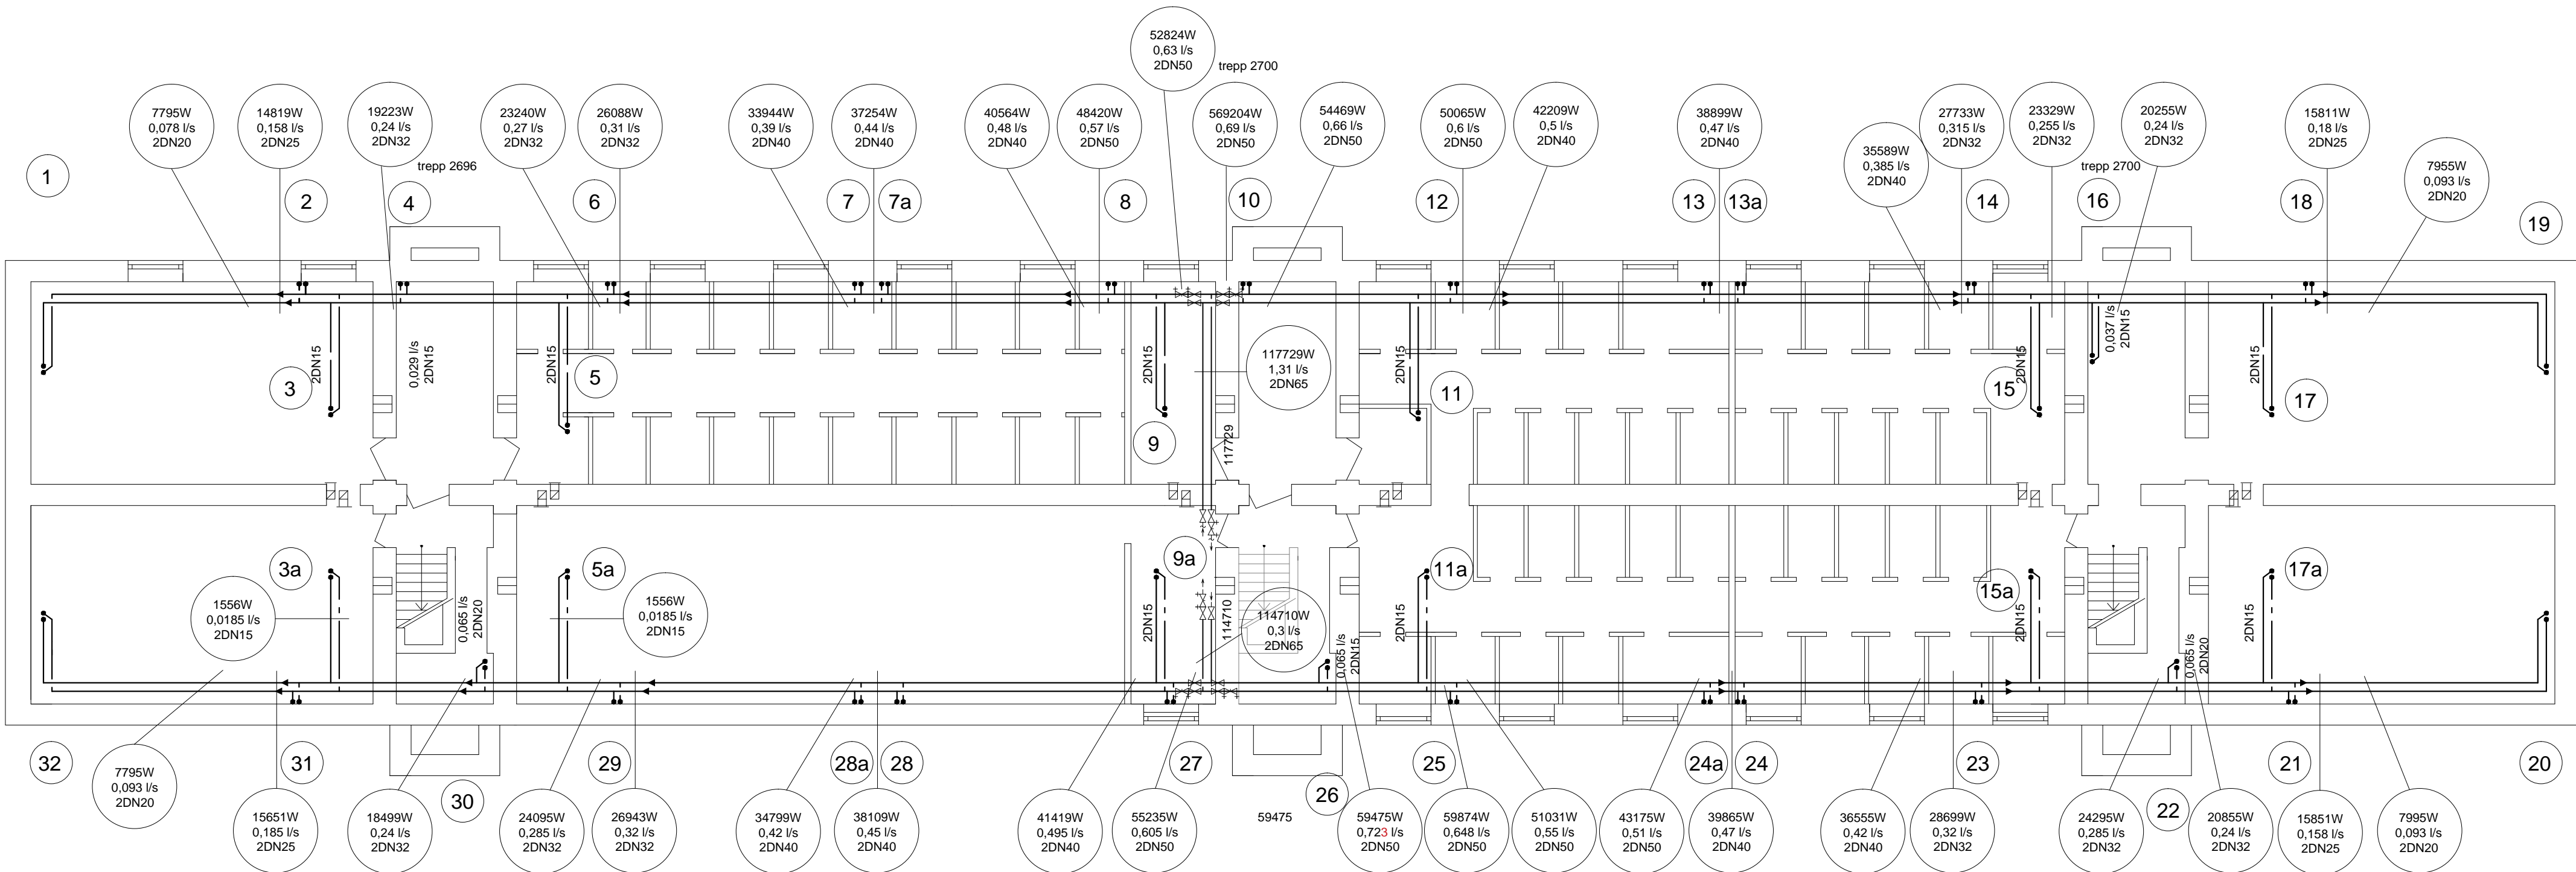 52824W
0,63 l/s
2DN50
trepp 2700
7795W
0,078 l/s
2DN20
14819W
0,158 l/s
2DN25
19223W
0,24 l/s
2DN32
trepp 2696
23240W
0,27 l/s
2DN32
26088W
0,31 l/s
2DN32
33944W
0,39 l/s
2DN40
37254W
0,44 l/s
2DN40
40564W
0,48 l/s
2DN40
48420W
0,57 l/s
2DN50
569204W
0,69 l/s
2DN50
54469W
0,66 l/s
2DN50
50065W
0,6 l/s
2DN50
42209W
0,5 l/s
2DN40
38899W
0,47 l/s
2DN40
35589W
0,385 l/s
2DN40
27733W
0,315 l/s
2DN32
23329W
0,255 l/s
2DN32
20255W
0,24 l/s
2DN32
trepp 2700
15811W
0,18 l/s
2DN25
7955W
0,093 l/s
2DN20
1
2
4
6
7
7a
8
10
12
13
13a
14
16
18
19
3
2DN15
0,029 l/s
2DN15
2DN15
5
2DN15
9
117729W
1,31 l/s
2DN65
117729
2DN15
11
15
2DN15
0,037 l/s
2DN15
2DN15
17
3a
1556W
0,0185 l/s
2DN15
0,065 l/s
2DN20
5a
1556W
0,0185 l/s
2DN15
2DN15
9a
114710
114710W
0,3 l/s
2DN65
0,065 l/s
2DN15
2DN15
11a
15a
2DN15
0,065 l/s
2DN20
2DN15
17a
32
31
30
29
28a
28
27
26
25
24a
24
23
22
21
20
7795W
0,093 l/s
2DN20
15651W
0,185 l/s
2DN25
18499W
0,24 l/s
2DN32
24095W
0,285 l/s
2DN32
26943W
0,32 l/s
2DN32
34799W
0,42 l/s
2DN40
38109W
0,45 l/s
2DN40
41419W
0,495 l/s
2DN40
55235W
0,605 l/s
2DN50
59475
59475W
0,723 l/s
2DN50
59874W
0,648 l/s
2DN50
51031W
0,55 l/s
2DN50
43175W
0,51 l/s
2DN50
39865W
0,47 l/s
2DN40
36555W
0,42 l/s
2DN40
28699W
0,32 l/s
2DN32
24295W
0,285 l/s
2DN32
20855W
0,24 l/s
2DN32
15851W
0,158 l/s
2DN25
7995W
0,093 l/s
2DN20